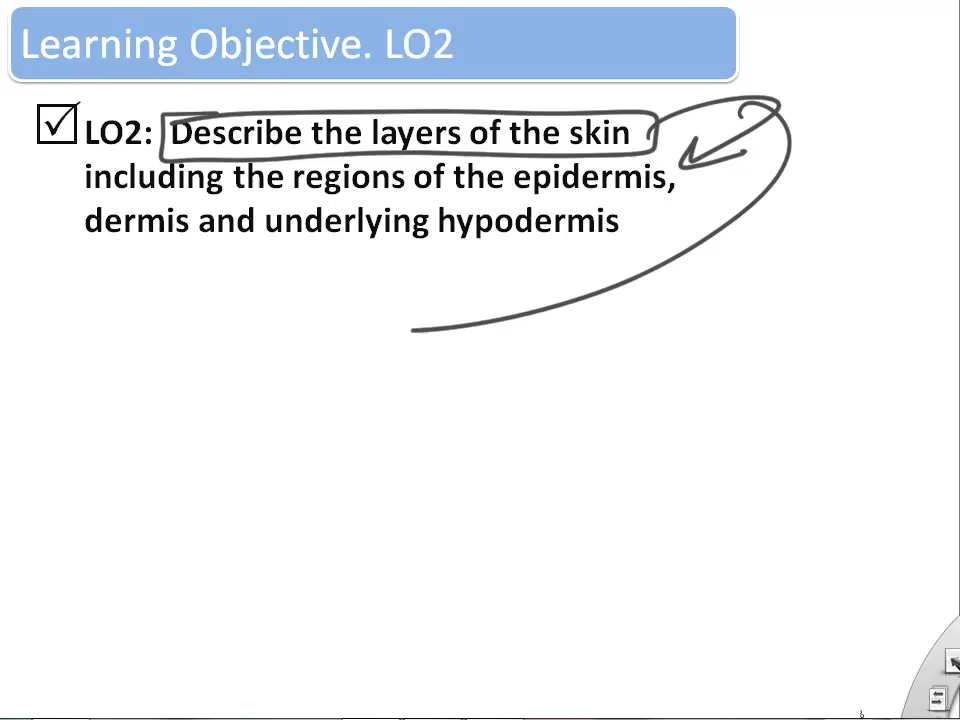 Learning Objective. LO2
LO2: Describe the layers of the skin
including the regions of the epidermis,
dermis and underlying hypodermis